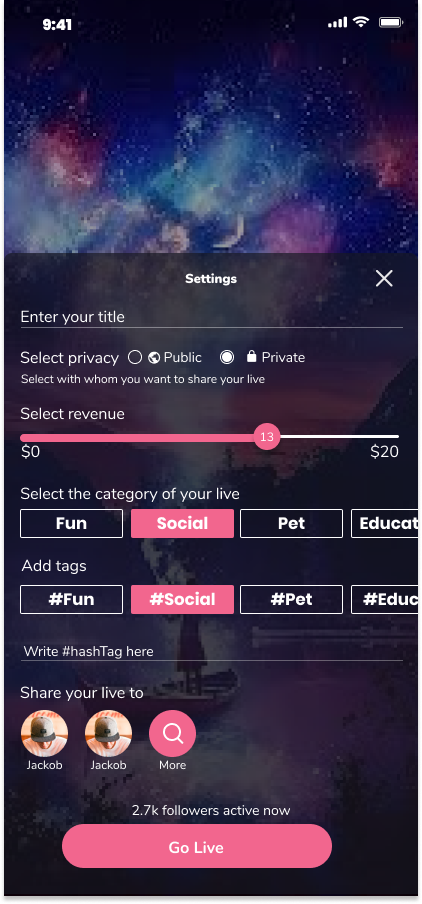 9:41
Settings
Enter your title
Select privacy Public Private
Select with whom you want to share your live
Select revenue
13
$0 $20
Select the category of your live
Fun Social Pet Educat
Add tags
#Fun #Social #Pet #Educ
Write #hashTag here
Share your live to
Jackob Jackob More
2.7k followers active now
Go Live